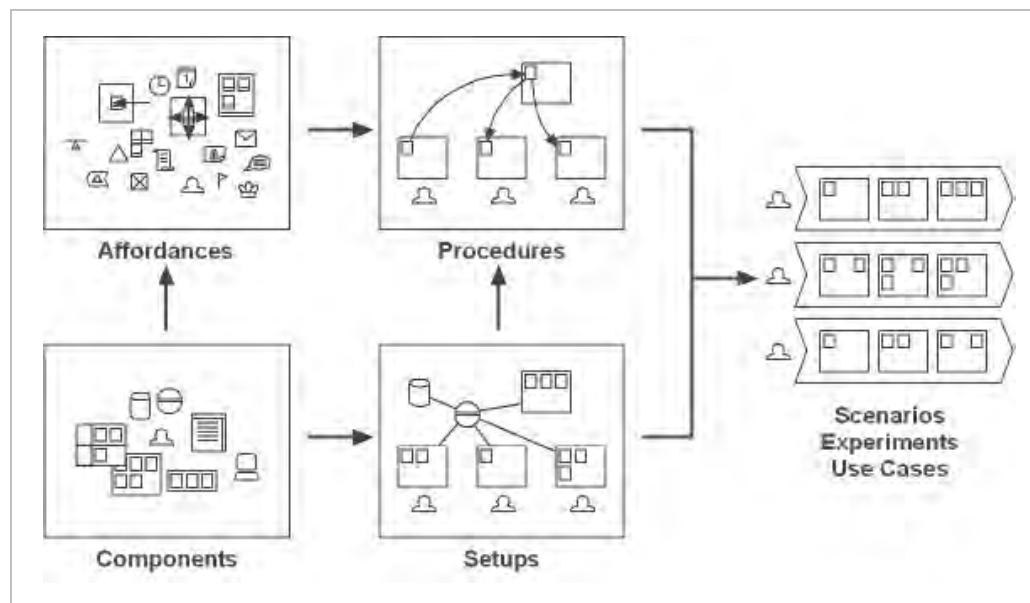 Affordances
Procedures
Components
Setups
Scenarios
Experiments
Use Cases